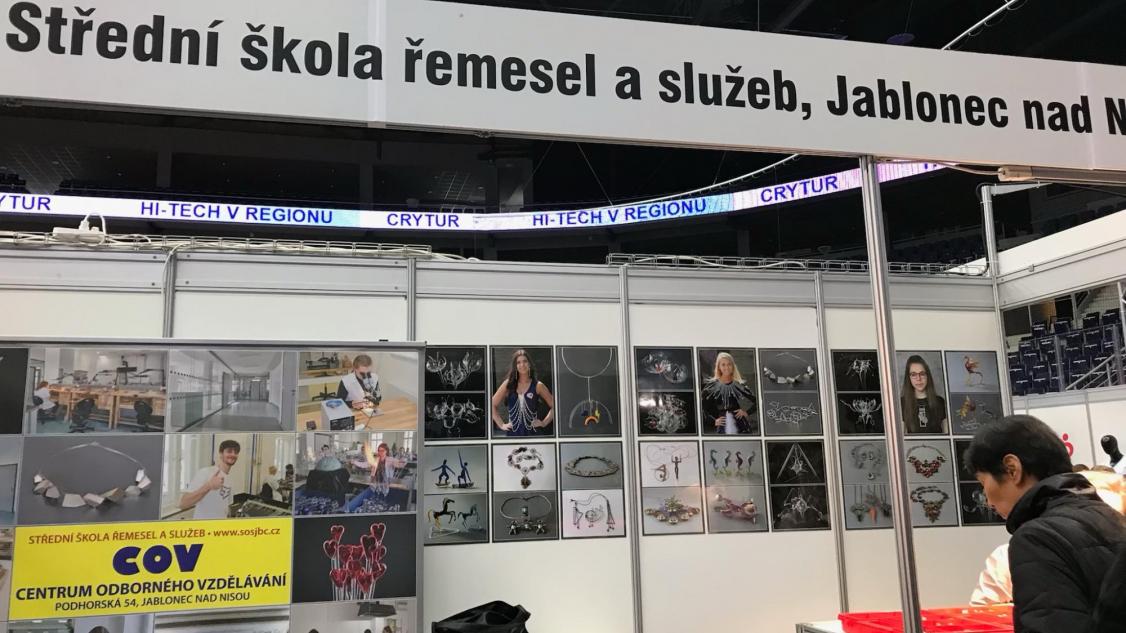 Střední škola řemesel a služeb, Jablonec nad N
YTUR HI-TECH V REGIONU CRYTUR HI-TECH V REGIONU CRYTUR
STŘEDNÍ ŠKOLA ŘEMESEL A SLUŽEB • www.sosjbc.cz
COV
CENTRUM ODBORNÉHO VZDĚLÁVÁNÍ
PODHORSKÁ 54, JABLONEC NAD NISOU